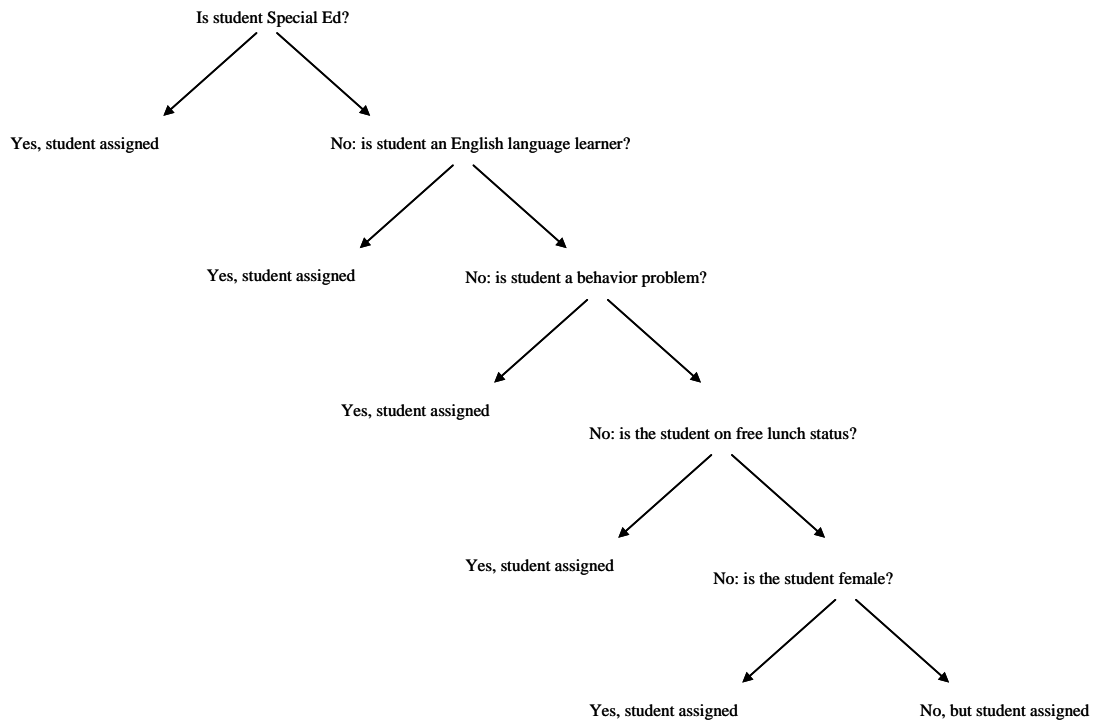 Is student Special Ed?
Yes, student assigned
No: is student an English language learner?
Yes, student assigned
No: is student a behavior problem?
Yes, student assigned
No: is the student on free lunch status?
Yes, student assigned
No: is the student female?
Yes, student assigned
No, but student assigned